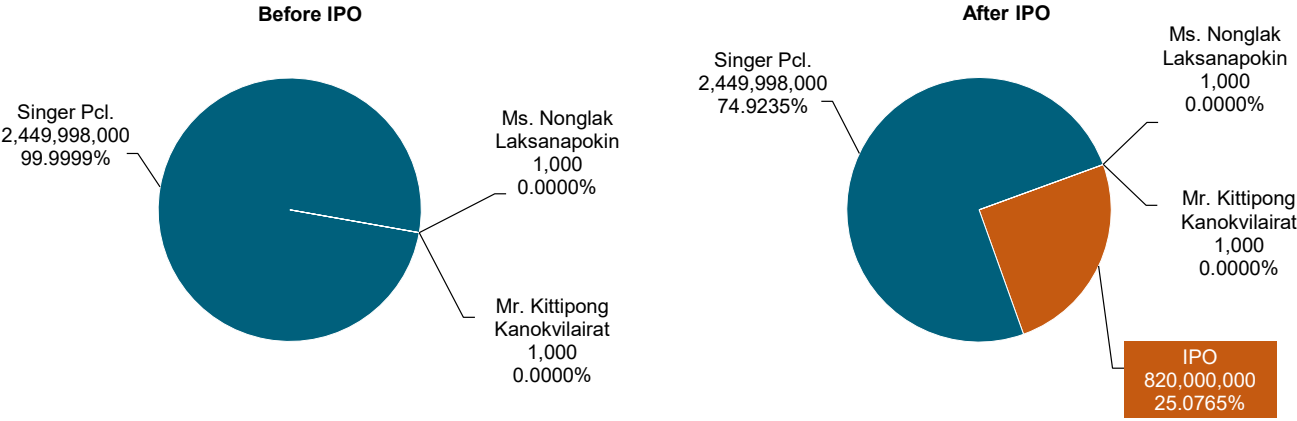 Before IPO
Singer Pcl.
2,449,998,000
99.9999%
Ms. Nonglak
Laksanapokin
1,000
0.0000%
Mr. Kittipong
Kanokvilairat
1,000
0.0000%
After IPO
Singer Pcl.
2,449,998,000
74.9235%
Ms. Nonglak
Laksanapokin
1,000
0.0000%
Mr. Kittipong
Kanokvilairat
1,000
0.0000%
IPO
820,000,000
25.0765%